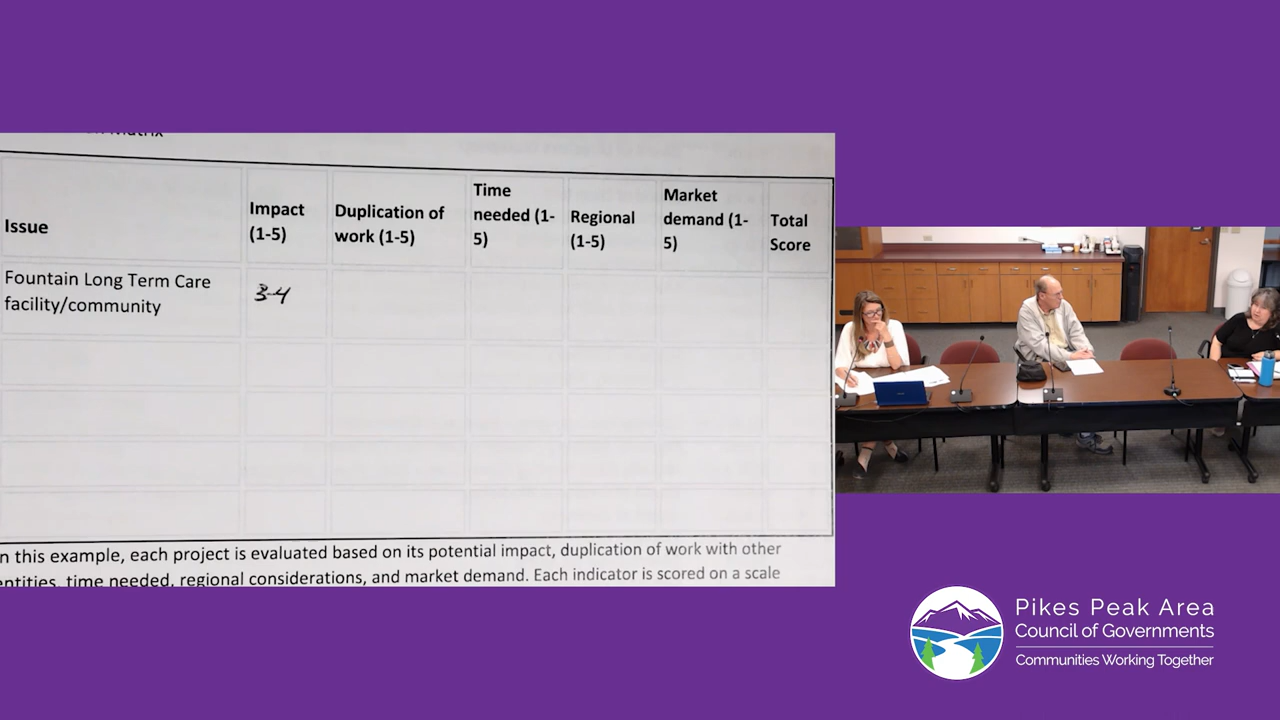 Matrix
Issue
Impact
(1-5)
Duplication of
work (1-5)
Time
needed (1-
5)
Regional
(1-5)
Market
demand (1-
5)
Total
Score
Fountain Long Term Care
facility/community
3-4
n this example, each project is evaluated based on its potential impact, duplication of work with other
entities, time needed, regional considerations, and market demand. Each indicator is scored on a scale
Pikes Peak Area
Council of Governments
Communities Working Together